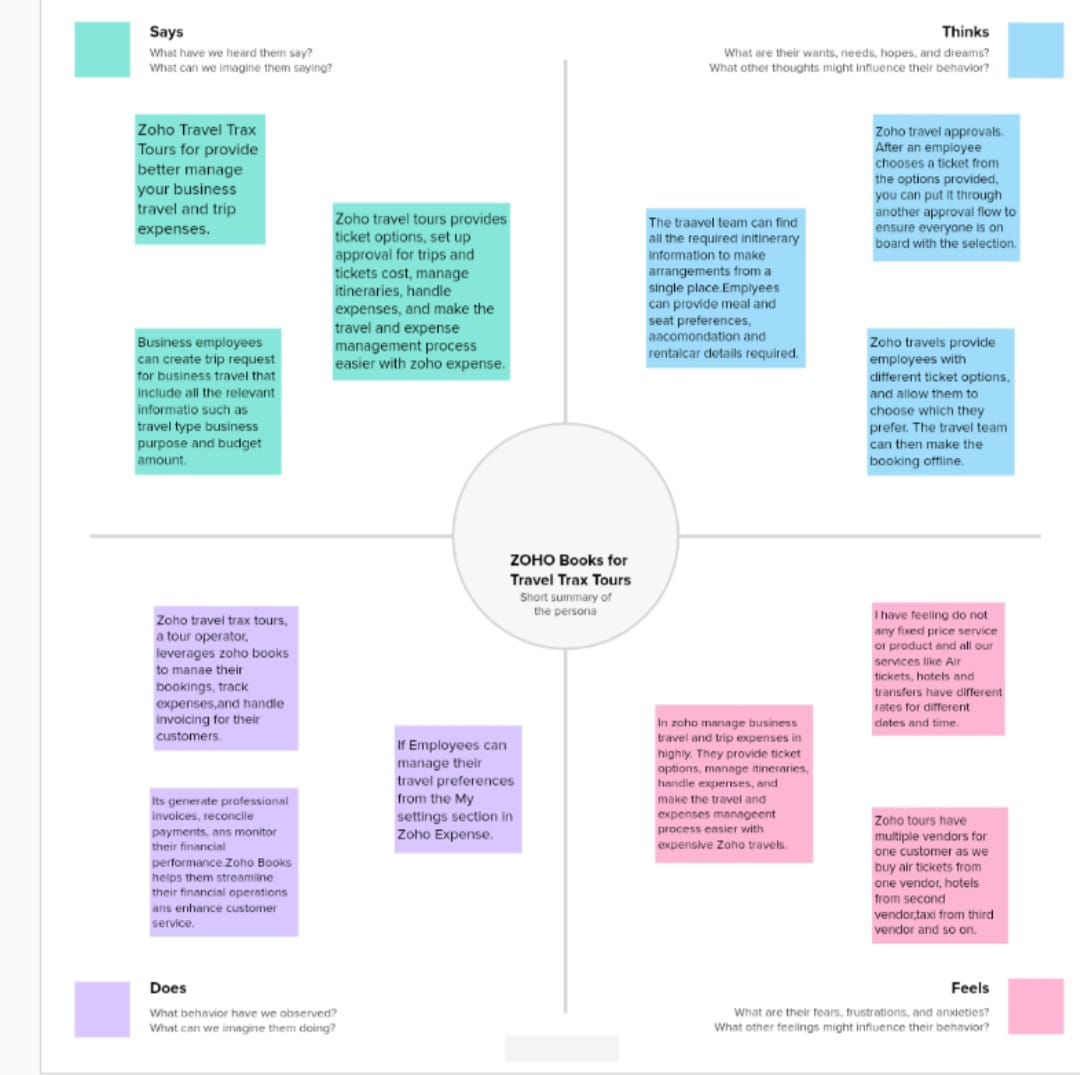 Says
What have we heard them say?
What can we imagine them saying?
Thinks
What are their wants, needs, hopes, and dreams?
What other thoughts might influence their behavior?
Zoho Travel Trax
Tours for provide
better manage
your business
travel and trip
expenses.
Zoho travel tours provides
ticket options, set up
approval for trips and
tickets cost, manage
itineraries, handle
expenses, and make the
travel and expense
management process
easier with zoho expense.
Business employees
can create trip request
for business travel that
include all the relevant
informatio such as
travel type business
purpose and budget
amount.
The traavel team can find
all the required initinerary
information to make
arrangements from a
single place.Emplyees
can provide meal and
seat preferences,
aacomondation and
rentalcar details required.
Zoho travel approvals.
After an employee
chooses a ticket from
the options provided,
you can put it through
another approval flow to
ensure everyone is on
board with the selection.
Zoho travels provide
employees with
different ticket options,
and allow them to
choose which they
prefer. The travel team
can then make the
booking offline.
ZOHO Books for
Travel Trax Tours
Short summary of
the persona
Zoho travel trax tours,
a tour operator,
leverages zoho books
to manae their
bookings, track
expenses,and handle
invoicing for their
customers.
If Employees can
manage their
travel preferences
from the My
settings section in
Zoho Expense.
Its generate professional
invoices, reconcile
payments, ans monitor
their financial
performance.Zoho Books
helps them streamline
their financial operations
ans enhance customer
service.
I have feeling do not
any fixed price service
or product and all our
services like Air
tickets, hotels and
transfers have different
rates for different
dates and time.
In zoho manage business
travel and trip expenses in
highly. They provide ticket
options, manage itineraries,
handle expenses, and
make the travel and
expenses manageent
process easier with
expensive Zoho travels.
Zoho tours have
multiple vendors for
one customer as we
buy air tickets from
one vendor, hotels
from second
vendor,taxi from third
vendor and so on.
Does
What behavior have we observed?
What can we imagine them doing?
Feels
What are their fears, frustrations, and anxieties?
What other feelings might influence their behavior?